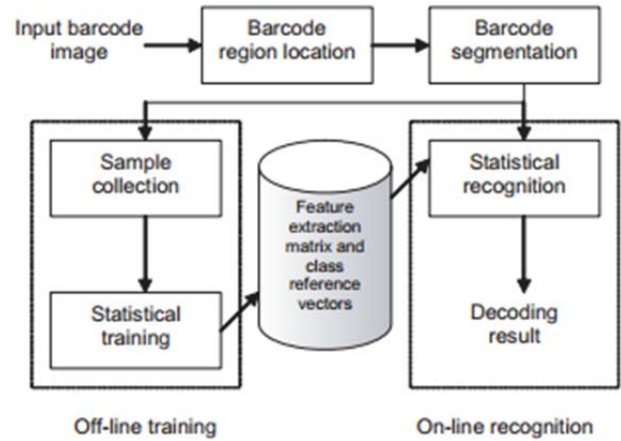 Input barcode
image
Barcode
region location
Barcode
segmentation
Sample
collection
Statistical
training
Feature
extraction
matrix and
class
reference
vectors
Statistical
recognition
Decoding
result
Off-line training
On-line recognition